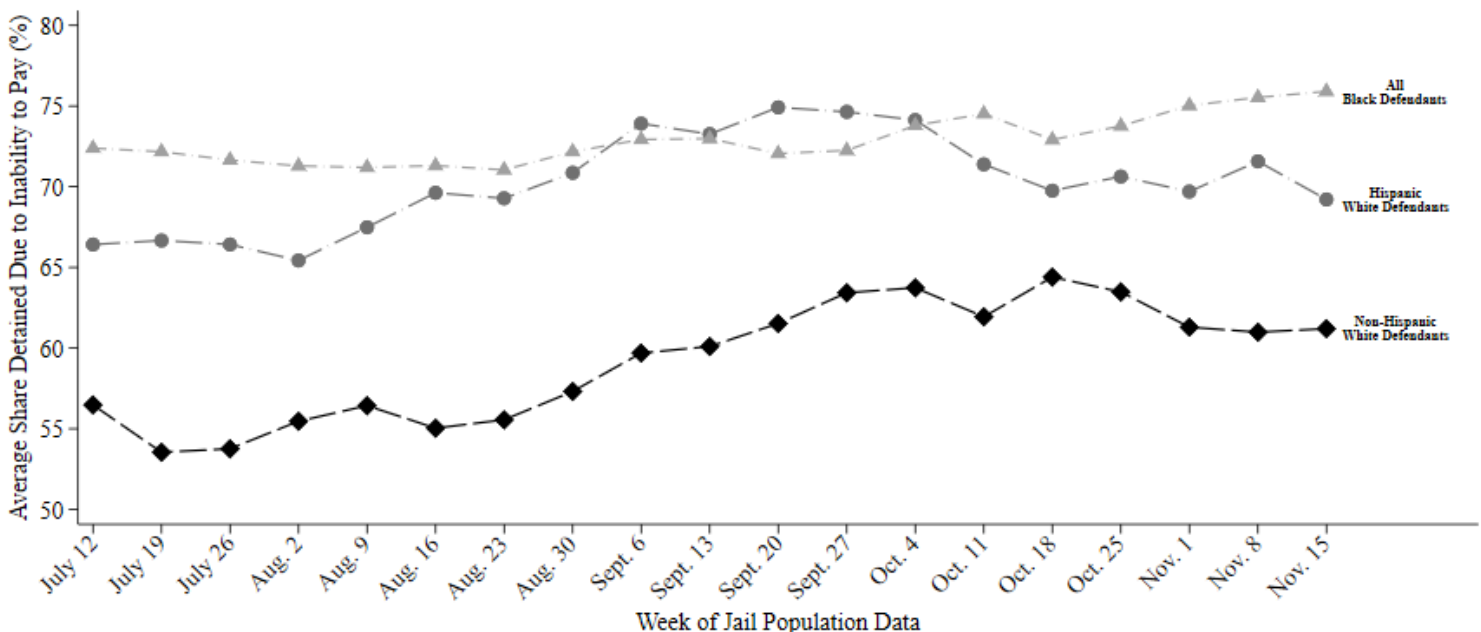 Average Share Detained Due to Inability to Pay (%)
80
75
70
65
60
55
50
All
Black Defendants
Hispanic
White Defendants
Non-Hispanic
White Defendants
July 12
July 19
July 26
Aug. 2
Aug. 9
Aug. 16
Aug. 23
Aug. 30
Sept. 6
Sept. 13
Sept. 20
Sept. 27
Oct. 4
Oct. 11
Oct. 18
Oct. 25
Nov. 1
Nov. 8
Nov. 15
Week of Jail Population Data